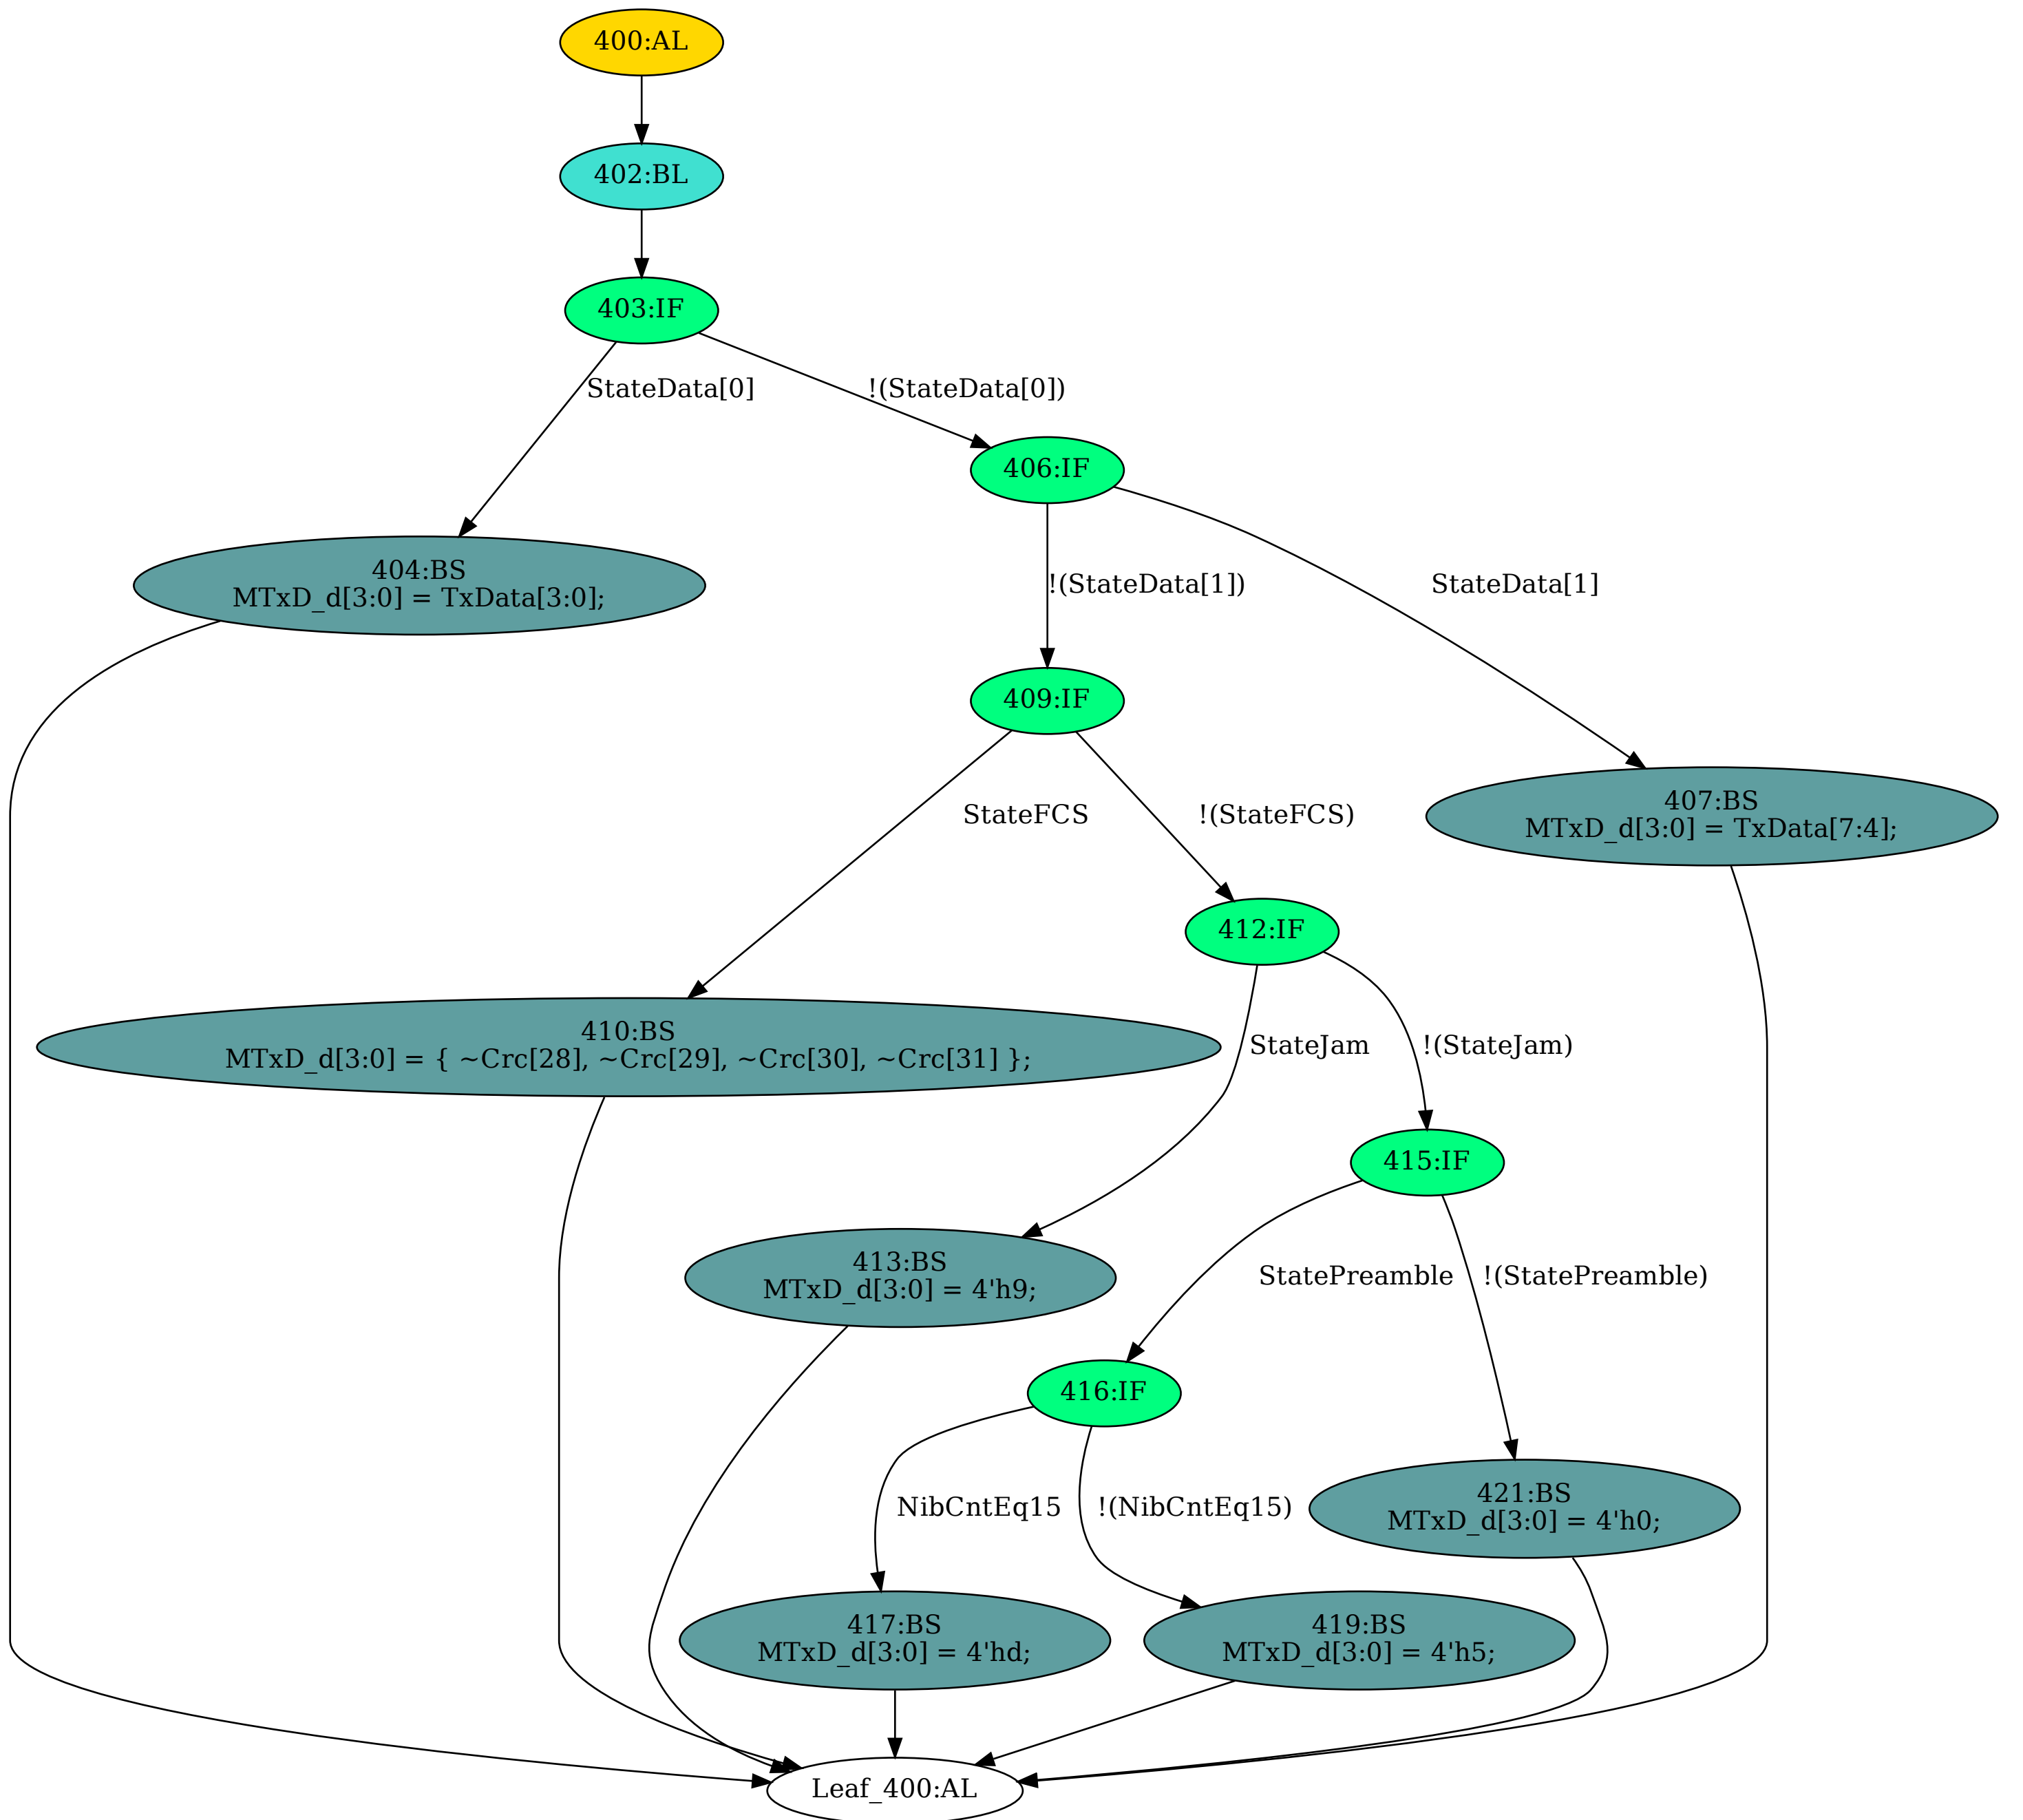 400:AL
402:BL
403:IF
StateData[0]
!(StateData[0])
406:IF
404:BS
MTxD_d[3:0] = TxData[3:0];
!(StateData[1])
StateData[1]
409:IF
407:BS
MTxD_d[3:0] = TxData[7:4];
StateFCS
!(StateFCS)
412:IF
410:BS
MTxD_d[3:0] = { ~Crc[28], ~Crc[29], ~Crc[30], ~Crc[31] };
StateJam
!(StateJam)
415:IF
413:BS
MTxD_d[3:0] = 4'h9;
StatePreamble
!(StatePreamble)
416:IF
NibCntEq15
!(NibCntEq15)
421:BS
MTxD_d[3:0] = 4'h0;
417:BS
MTxD_d[3:0] = 4'hd;
419:BS
MTxD_d[3:0] = 4'h5;
Leaf_400:AL